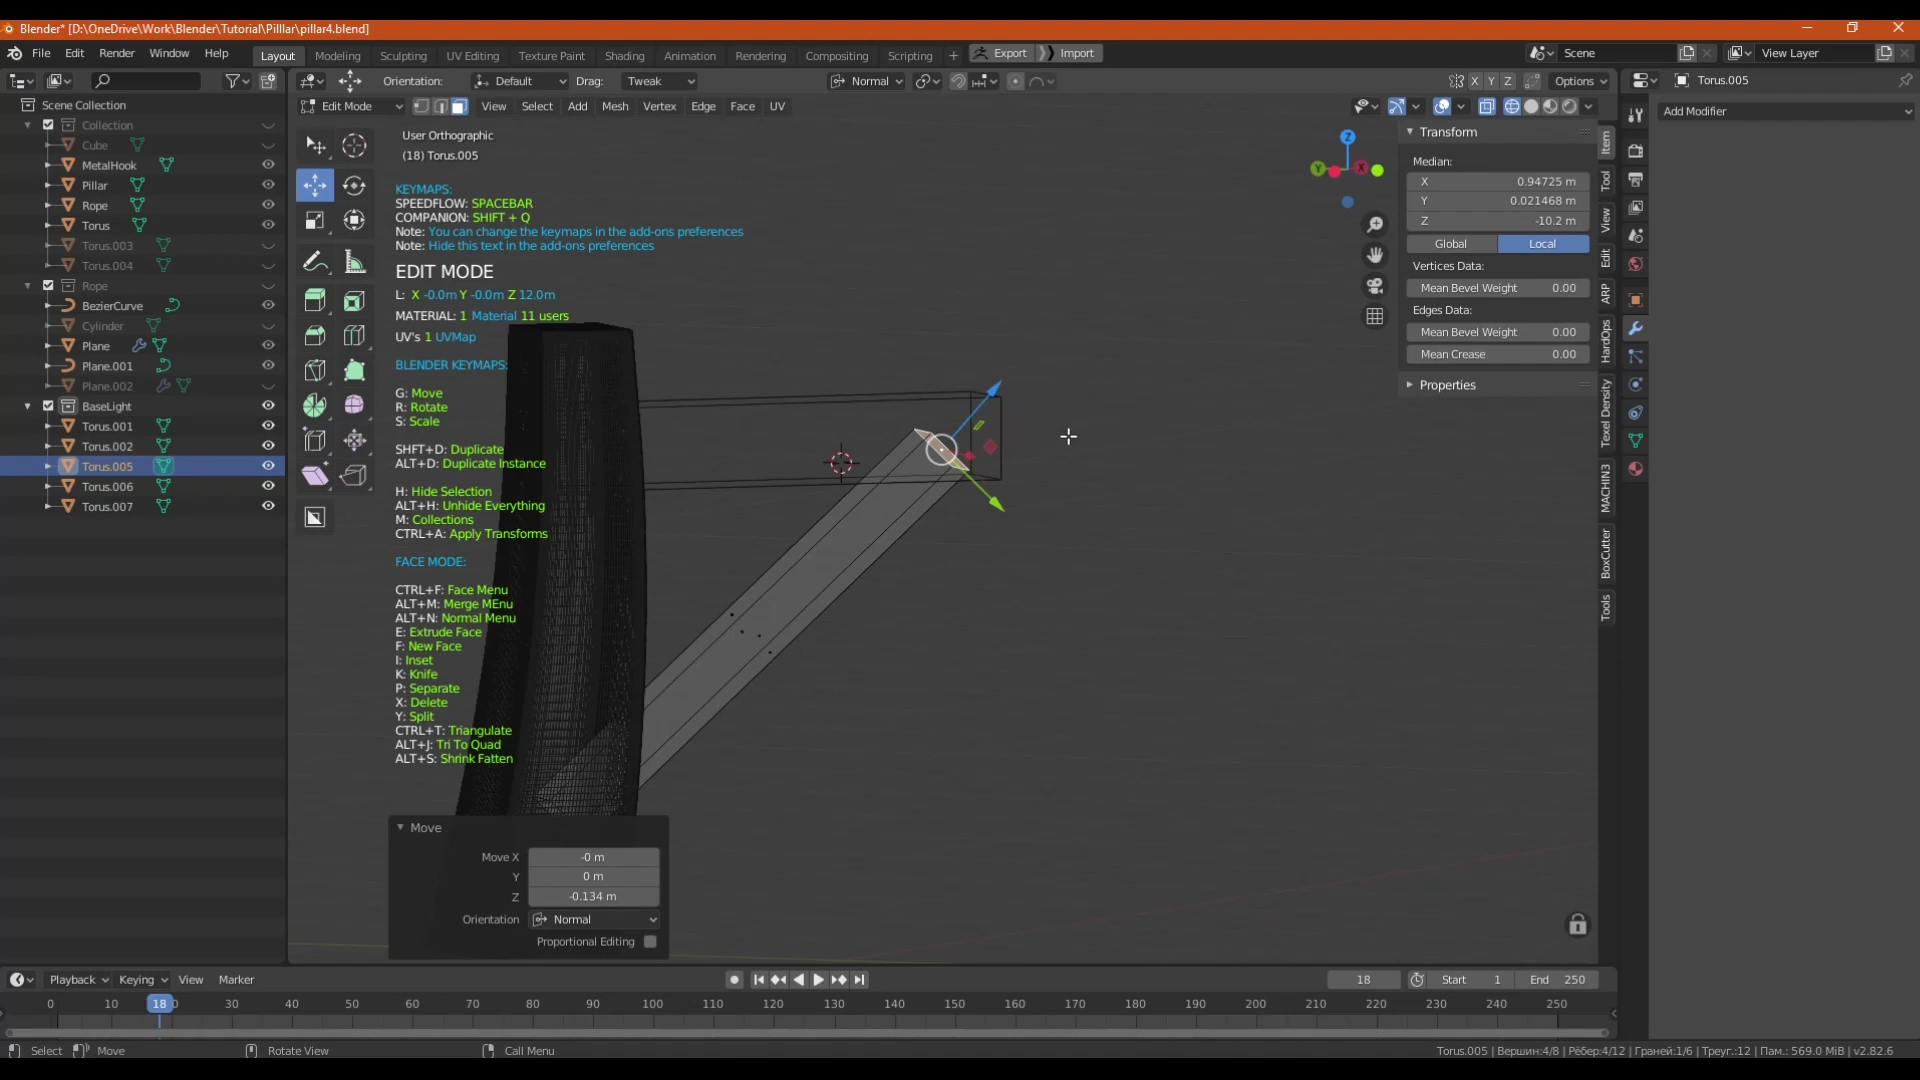 Blender* [D:\OneDrive\Work\Blender\Tutorial\Pilllar\pillar4.blend]
File Edit Render Window Help Layout Modeling Sculpting UV Editing Texture Paint Shading Animation Rendering Compositing Scripting + Export Import Scene View Layer
Orientation: Default Drag: Tweak Normal X Y Z Options Torus.005
Scene Collection
Edit Mode View Select Add Mesh Vertex Edge Face UV
Add Modifier
Collection
Cube
MetalHook
Pillar
Rope
Torus
Torus.003
Torus.004
Rope
BezierCurve
Cylinder
Plane
Plane.001
Plane.002
BaseLight
Torus.001
Torus.002
Torus.005
Torus.006
Torus.007
User Orthographic
(18) Torus.005
KEYMAPS:
SPEEDFLOW: SPACEBAR
COMPANION: SHIFT + Q
Note: You can change the keymaps in the add-ons preferences
Note: Hide this text in the add-ons preferences
EDIT MODE
L: X -0.0m Y -0.0m Z 12.0m
MATERIAL: 1 Material 11 users
UV's 1 UVMap
BLENDER KEYMAPS:
G: Move
R: Rotate
S: Scale
SHFT+D: Duplicate
ALT+D: Duplicate Instance
H: Hide Selection
ALT+H: Unhide Everything
M: Collections
CTRL+A: Apply Transforms
FACE MODE:
CTRL+F: Face Menu
ALT+M: Merge MEnu
ALT+N: Normal Menu
E: Extrude Face
F: New Face
I: Inset
K: Knife
P: Separate
X: Delete
Y: Split
CTRL+T: Triangulate
ALT+J: Tri To Quad
ALT+S: Shrink Fatten
Z
Y
X
Transform
Median:
X 0.94725 m
Y 0.021468 m
Z -10.2 m
Global Local
Vertices Data:
Mean Bevel Weight 0.00
Edges Data:
Mean Bevel Weight 0.00
Mean Crease 0.00
Properties
Item
Tool
View
Edit
ARP
HardOps
Texel Density
MACHIN3
BoxCutter
Tools
Move
Move X -0 m
Y 0 m
Z -0.134 m
Orientation Normal
Proportional Editing
Playback Keying View Marker 18 Start 1 End 250
0 10 18 30 40 50 60 70 80 90 100 110 120 130 140 150 160 170 180 190 200 210 220 230 240 250
Select Move Rotate View Call Menu Torus.005 | Вершин:4/8 | Рёбер:4/12 | Граней:1/6 | Треуг.:12 | Пам.: 569.0 MiB | v2.82.6